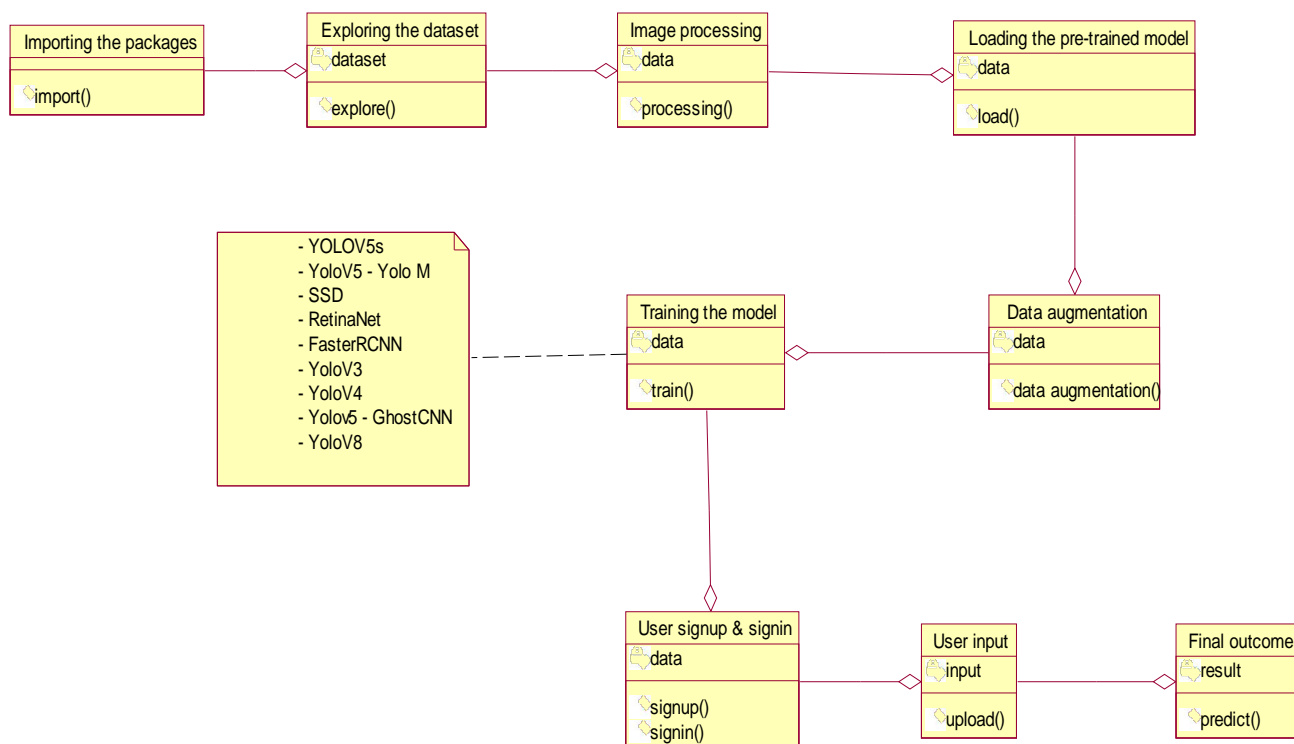 Importing the packages
import()
Exploring the dataset
dataset
explore()
Image processing
data
processing()
Loading the pre-trained model
data
load()
- YOLOV5s
- YoloV5 - Yolo M
- SSD
- RetinaNet
- FasterRCNN
- YoloV3
- YoloV4
- Yolov5 - GhostCNN
- YoloV8
Training the model
data
train()
Data augmentation
data
data augmentation()
User signup & signin
data
signup()
signin()
User input
input
upload()
Final outcome
result
predict()